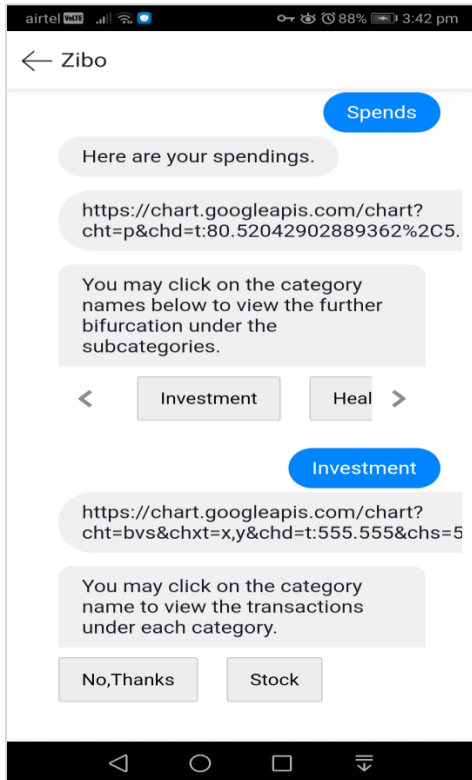 airtel VoLTE 88% 3:42 pm
Zibo
Spends
Here are your spendings.
https://chart.googleapis.com/chart?
cht=p&chd=t:80.52042902889362%2C5.
You may click on the category
names below to view the further
bifurcation under the
subcategories.
Investment Heal
Investment
https://chart.googleapis.com/chart?
cht=bvs&chxt=x,y&chd=t:555.555&chs=5
You may click on the category
name to view the transactions
under each category.
No,Thanks Stock